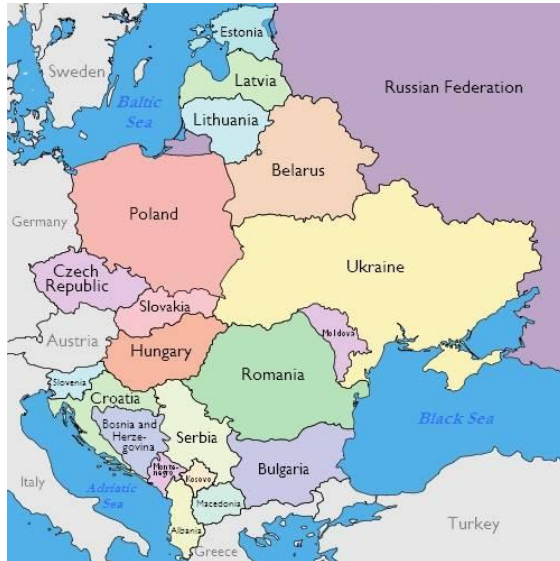 Estonia
Sweden
Latvia
Russian Federation
Baltic
Sea
Lithuania
Belarus
Poland
Germany
Ukraine
Czech
Republic
Slovakia
Moldova
Austria
Hungary
Romania
Slovenia
Croatia
Bosnia and
Herze-
govina
Serbia
Black Sea
Monte-
negro
Kosovo
Bulgaria
Italy
Adriatic
Sea
Macedonia
Albania
Turkey
Greece